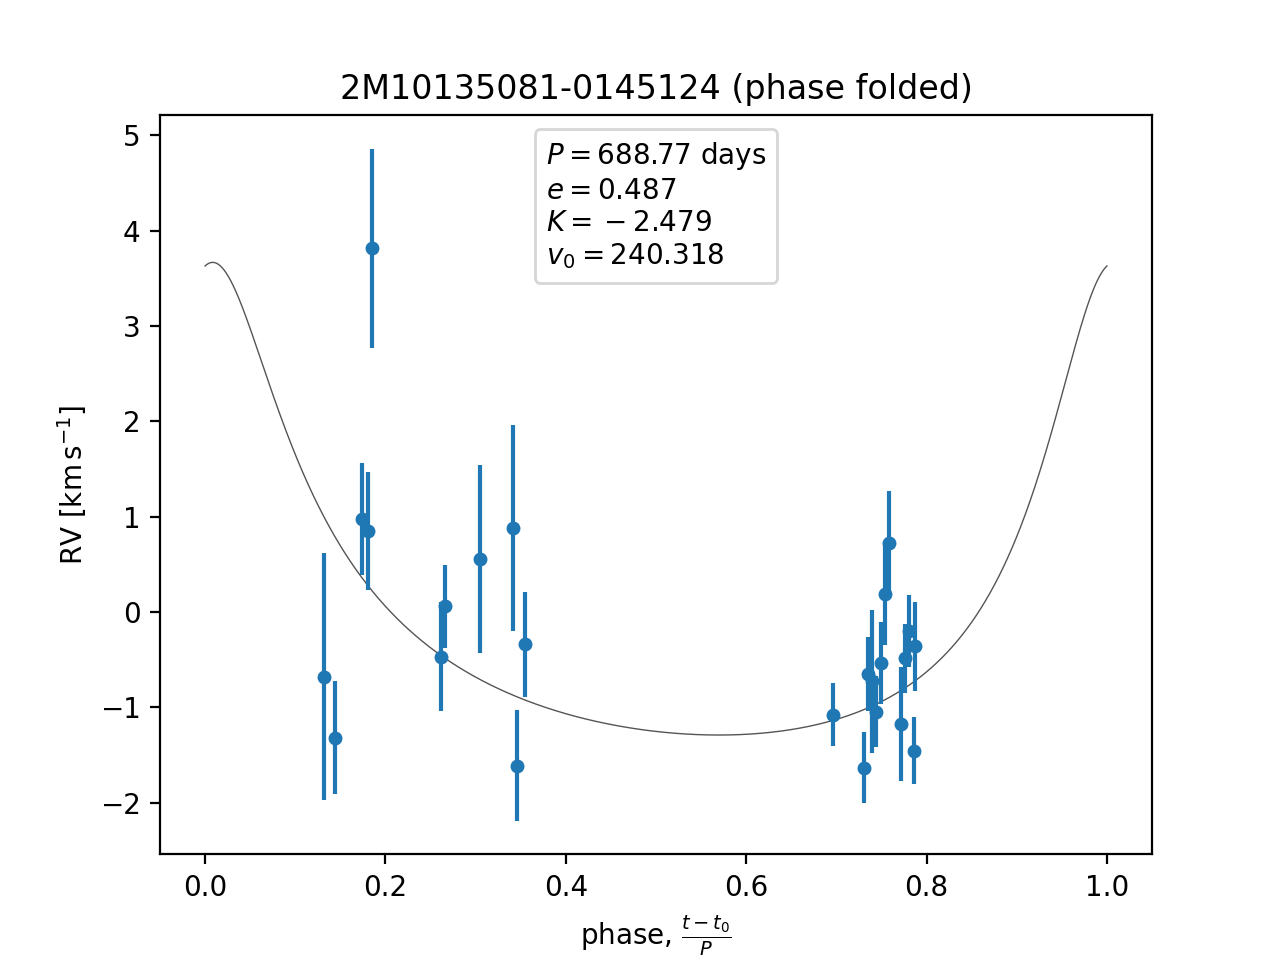 2M10135081-0145124 (phase folded)
P = 688.77 days
e = 0.487
K = −2.479
v₀ = 240.318
5
4
3
2
1
0
−1
−2
RV [km s⁻¹]
0.0 0.2 0.4 0.6 0.8 1.0
phase, (t − t₀)/P